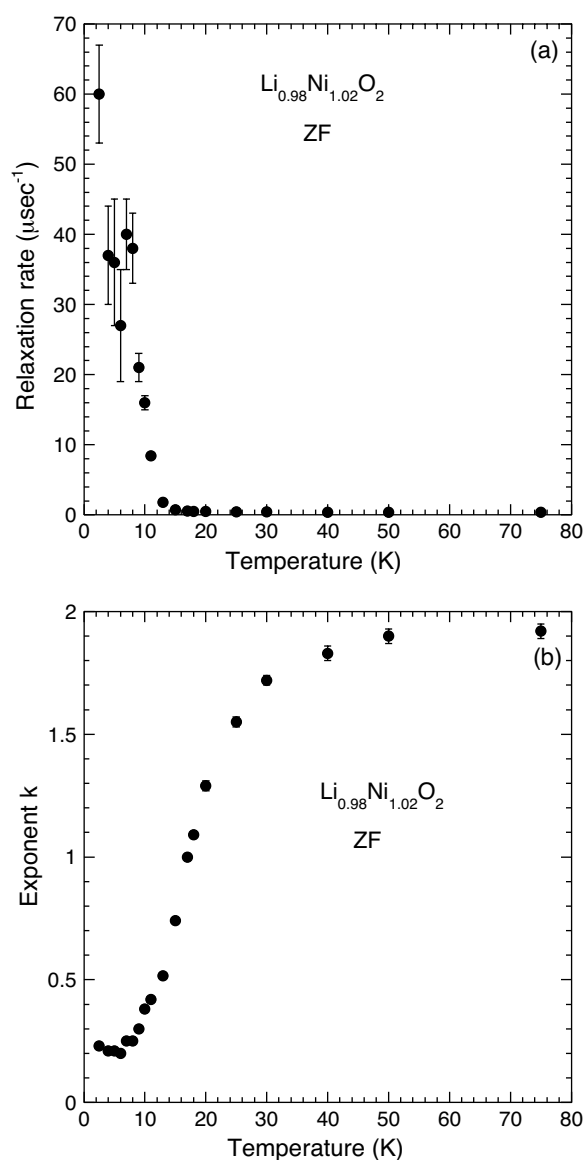 (a)
Li0.98Ni1.02O2
ZF
Relaxation rate (μsec-1)
70
60
50
40
30
20
10
0
0 10 20 30 40 50 60 70 80
Temperature (K)
(b)
Li0.98Ni1.02O2
ZF
Exponent k
2
1.5
1
0.5
0
0 10 20 30 40 50 60 70 80
Temperature (K)